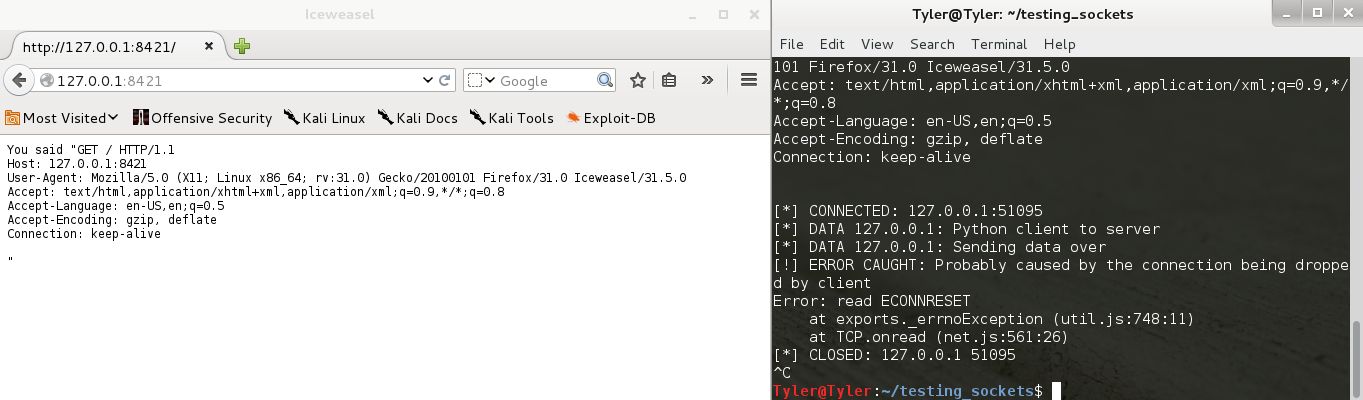 Iceweasel
http://127.0.0.1:8421/
127.0.0.1:8421
Google
Most Visited
Offensive Security
Kali Linux
Kali Docs
Kali Tools
Exploit-DB
You said "GET / HTTP/1.1
Host: 127.0.0.1:8421
User-Agent: Mozilla/5.0 (X11; Linux x86_64; rv:31.0) Gecko/20100101 Firefox/31.0 Iceweasel/31.5.0
Accept: text/html,application/xhtml+xml,application/xml;q=0.9,*/*;q=0.8
Accept-Language: en-US,en;q=0.5
Accept-Encoding: gzip, deflate
Connection: keep-alive
"
Tyler@Tyler: ~/testing_sockets
File Edit View Search Terminal Help
101 Firefox/31.0 Iceweasel/31.5.0
Accept: text/html,application/xhtml+xml,application/xml;q=0.9,*/
*;q=0.8
Accept-Language: en-US,en;q=0.5
Accept-Encoding: gzip, deflate
Connection: keep-alive
[*] CONNECTED: 127.0.0.1:51095
[*] DATA 127.0.0.1: Python client to server
[*] DATA 127.0.0.1: Sending data over
[!] ERROR CAUGHT: Probably caused by the connection being droppe
d by client
Error: read ECONNRESET
    at exports._errnoException (util.js:748:11)
    at TCP.onread (net.js:561:26)
[*] CLOSED: 127.0.0.1 51095
^C
Tyler@Tyler:~/testing_sockets$